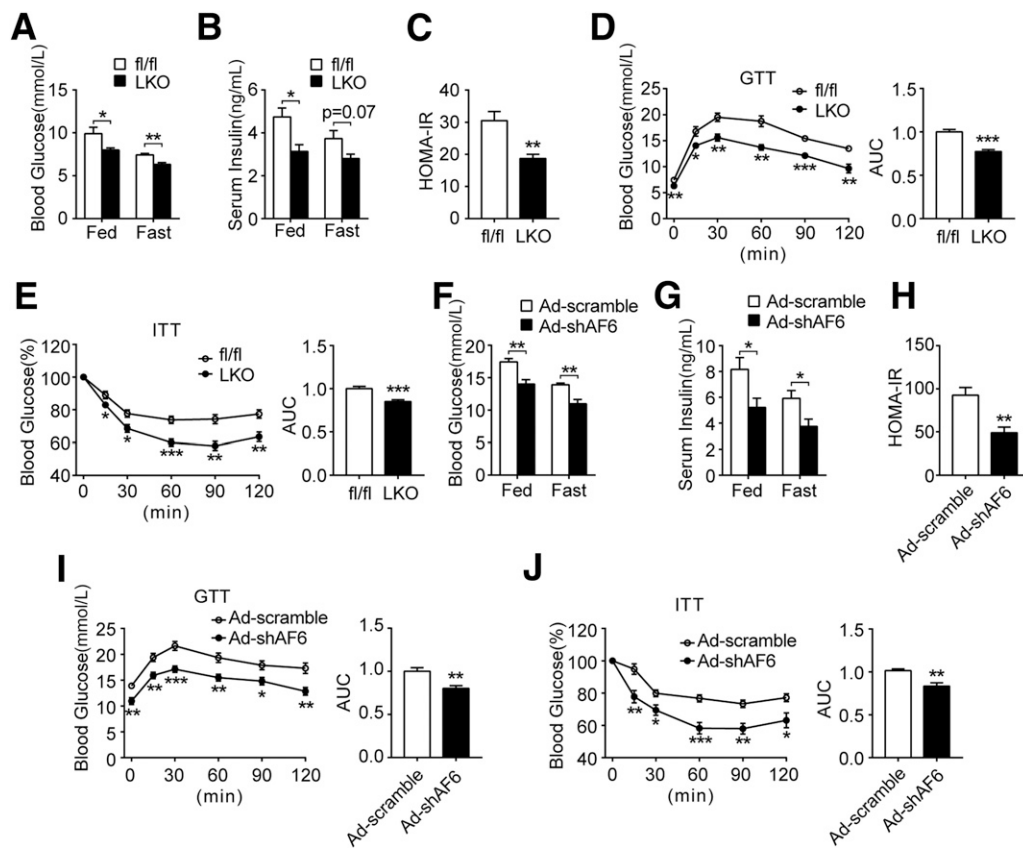 A
fl/fl
LKO
Blood Glucose(mmol/L)
15
10
5
0
*
**
Fed
Fast
B
fl/fl
LKO
Serum Insulin(ng/mL)
6
4
2
0
*
p=0.07
Fed
Fast
C
HOMA-IR
40
30
20
10
0
**
fl/fl
LKO
D
GTT
fl/fl
LKO
Blood Glucose(mmol/L)
25
20
15
10
5
0
**
*
**
**
***
**
0 30 60 90 120
(min)
AUC
1.5
1.0
0.5
0.0
***
fl/fl LKO
E
ITT
fl/fl
LKO
Blood Glucose(%)
120
100
80
60
40
*
*
***
**
**
0 30 60 90 120
(min)
AUC
1.5
1.0
0.5
0.0
***
fl/fl LKO
F
Ad-scramble
Ad-shAF6
Blood Glucose(mmol/L)
20
15
10
5
0
**
**
Fed
Fast
G
Ad-scramble
Ad-shAF6
Serum Insulin(ng/mL)
10
8
6
4
2
0
*
*
Fed
Fast
H
HOMA-IR
150
100
50
0
**
Ad-scramble
Ad-shAF6
I
GTT
Ad-scramble
Ad-shAF6
Blood Glucose(mmol/L)
25
20
15
10
5
0
**
**
***
**
*
**
0 30 60 90 120
(min)
AUC
1.5
1.0
0.5
0.0
**
Ad-scramble
Ad-shAF6
J
ITT
Ad-scramble
Ad-shAF6
Blood Glucose(%)
120
100
80
60
40
**
*
***
**
*
0 30 60 90 120
(min)
AUC
1.5
1.0
0.5
0.0
**
Ad-scramble
Ad-shAF6